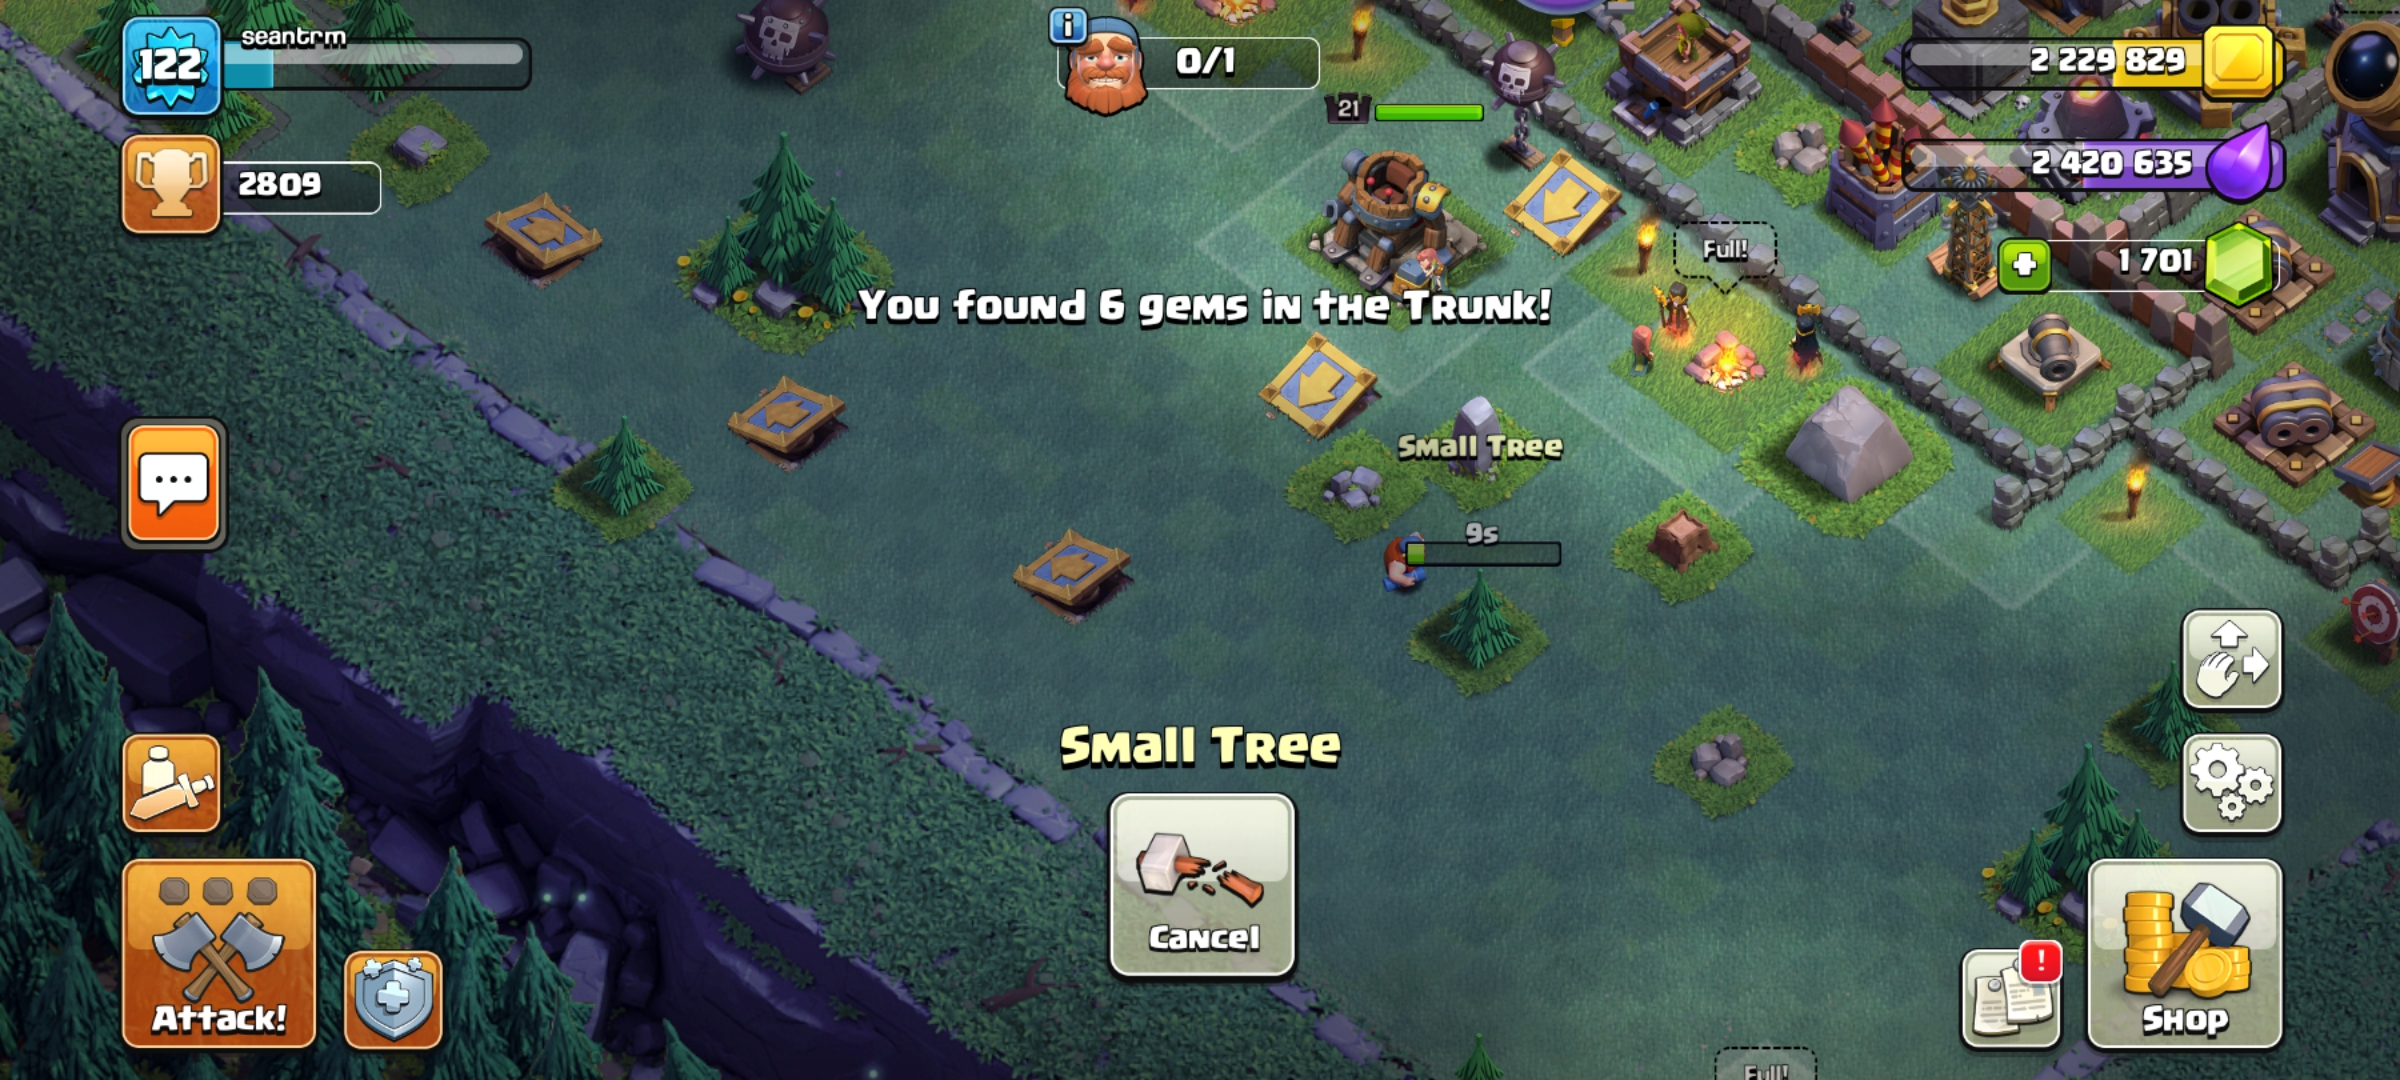 seantrm
122
2809
i
0/1
21
2 229 829
2 420 635
Full!
1 701
You found 6 gems in the Trunk!
Small Tree
9s
Small Tree
Cancel
Attack!
!
Shop
Full!